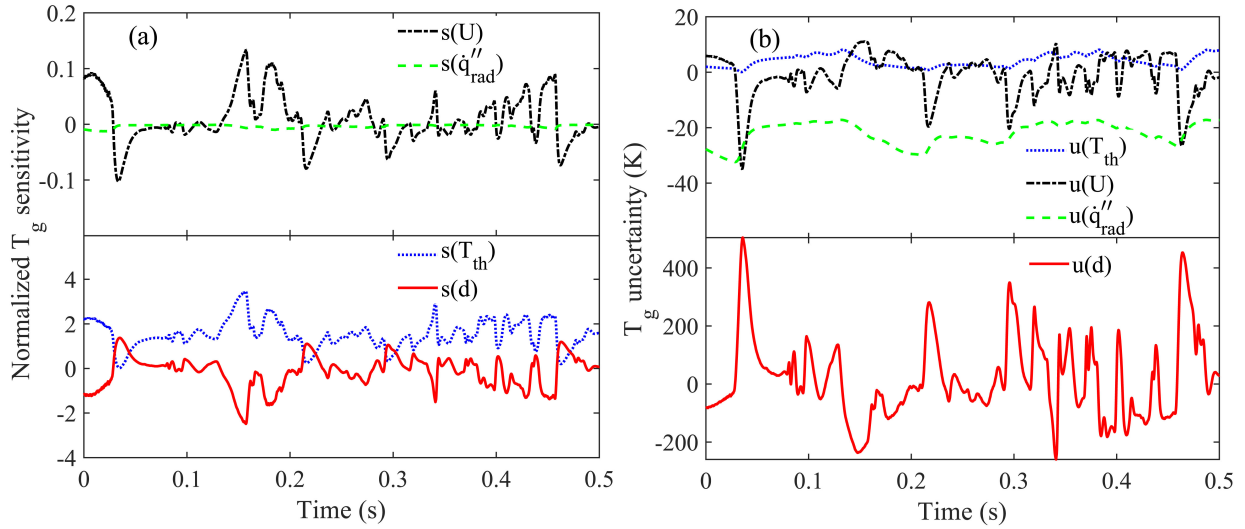 (a)
s(U)
s(q̇″rad)
0.2
0.1
0
-0.1
s(Tth)
s(d)
4
2
0
-2
-4
Normalized Tg sensitivity
0 0.1 0.2 0.3 0.4 0.5
Time (s)
(b)
20
0
-20
-40
u(Tth)
u(U)
u(q̇″rad)
u(d)
400
200
0
-200
Tg uncertainty (K)
0 0.1 0.2 0.3 0.4 0.5
Time (s)